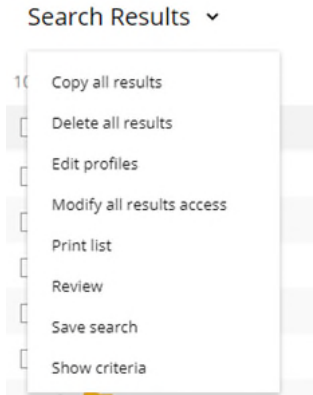 Search Results
10
Copy all results
Delete all results
Edit profiles
Modify all results access
Print list
Review
Save search
Show criteria